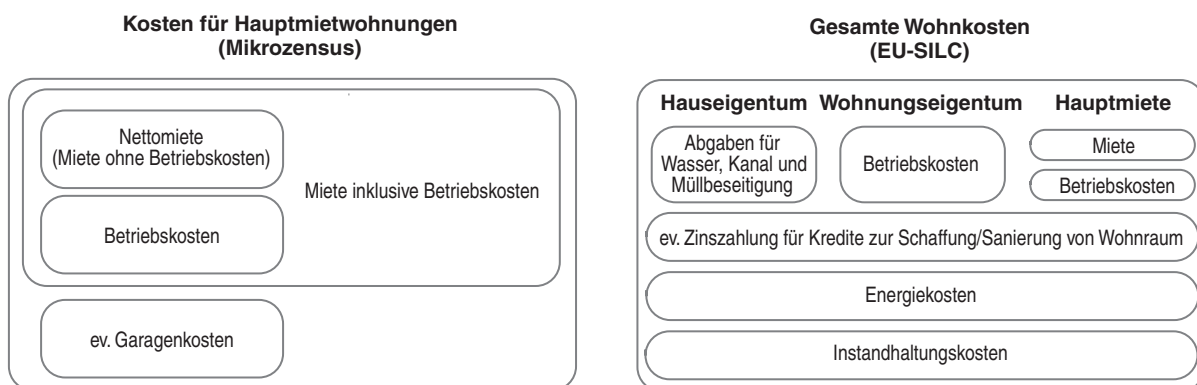 Kosten für Hauptmietwohnungen
(Mikrozensus)
Nettomiete
(Miete ohne Betriebskosten)
Miete inklusive Betriebskosten
Betriebskosten
ev. Garagenkosten
Gesamte Wohnkosten
(EU-SILC)
Hauseigentum Wohnungseigentum Hauptmiete
Abgaben für
Wasser, Kanal und
Müllbeseitigung
Betriebskosten
Miete
Betriebskosten
ev. Zinszahlung für Kredite zur Schaffung/Sanierung von Wohnraum
Energiekosten
Instandhaltungskosten